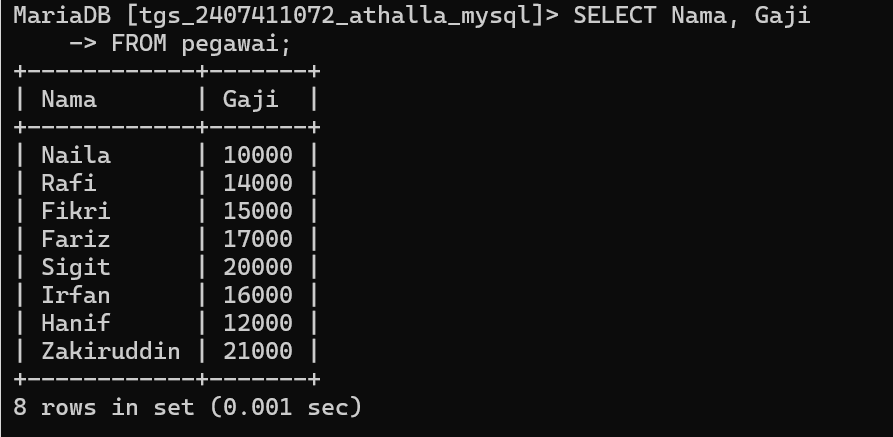 MariaDB [tgs_2407411072_athalla_mysql]> SELECT Nama, Gaji
    -> FROM pegawai;
+------------+-------+
| Nama       | Gaji  |
+------------+-------+
| Naila      | 10000 |
| Rafi       | 14000 |
| Fikri      | 15000 |
| Fariz      | 17000 |
| Sigit      | 20000 |
| Irfan      | 16000 |
| Hanif      | 12000 |
| Zakiruddin | 21000 |
+------------+-------+
8 rows in set (0.001 sec)